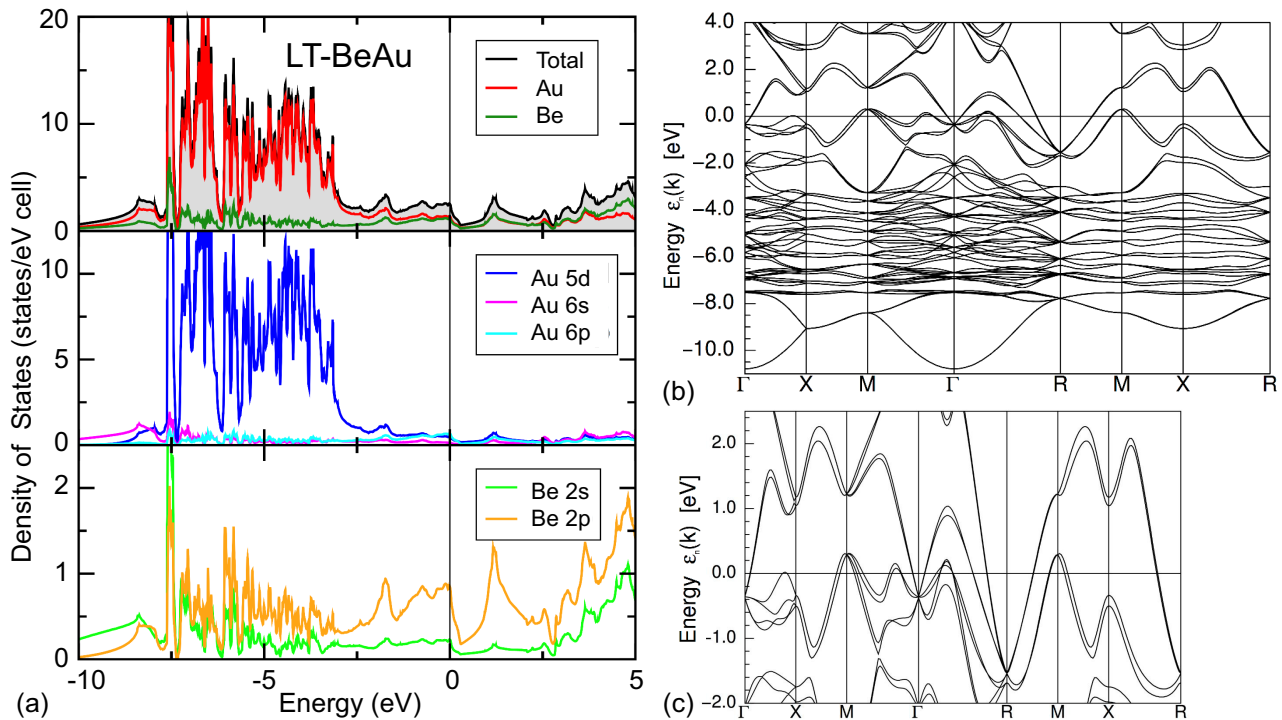 LT-BeAu
Total
Au
Be
20
10
0
Au 5d
Au 6s
Au 6p
10
5
0
Be 2s
Be 2p
2
1
0
-10
-5
0
5
Density of States (states/eV cell)
Energy (eV)
(a)
4.0
2.0
0.0
−2.0
−4.0
−6.0
−8.0
−10.0
Energy εn(k) [eV]
Γ X M Γ R M X R
(b)
2.0
1.0
0.0
-1.0
-2.0
Energy εn(k) [eV]
Γ X M Γ R M X R
(c)